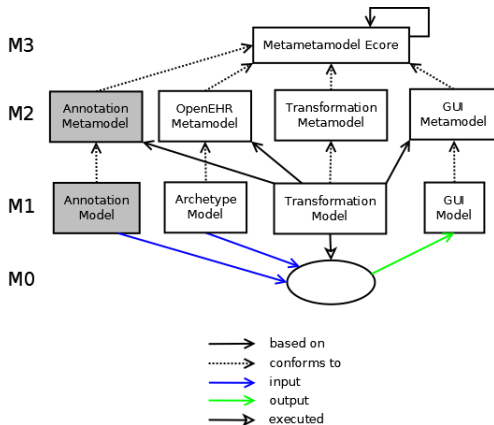 M3
Metametamodel Ecore
M2
Annotation
Metamodel
OpenEHR
Metamodel
Transformation
Metamodel
GUI
Metamodel
M1
Annotation
Model
Archetype
Model
Transformation
Model
GUI
Model
M0
based on
conforms to
input
output
executed